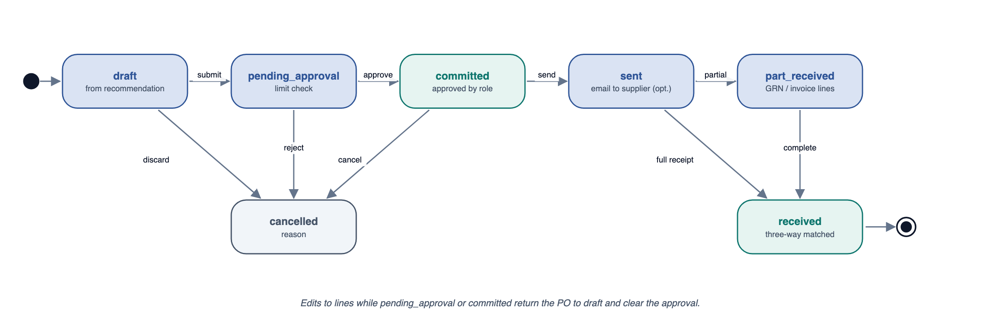 draft
from recommendation
submit
pending_approval
limit check
approve
committed
approved by role
send
sent
email to supplier (opt.)
partial
part_received
GRN / invoice lines
discard
reject
cancel
full receipt
complete
cancelled
reason
received
three-way matched
Edits to lines while pending_approval or committed return the PO to draft and clear the approval.